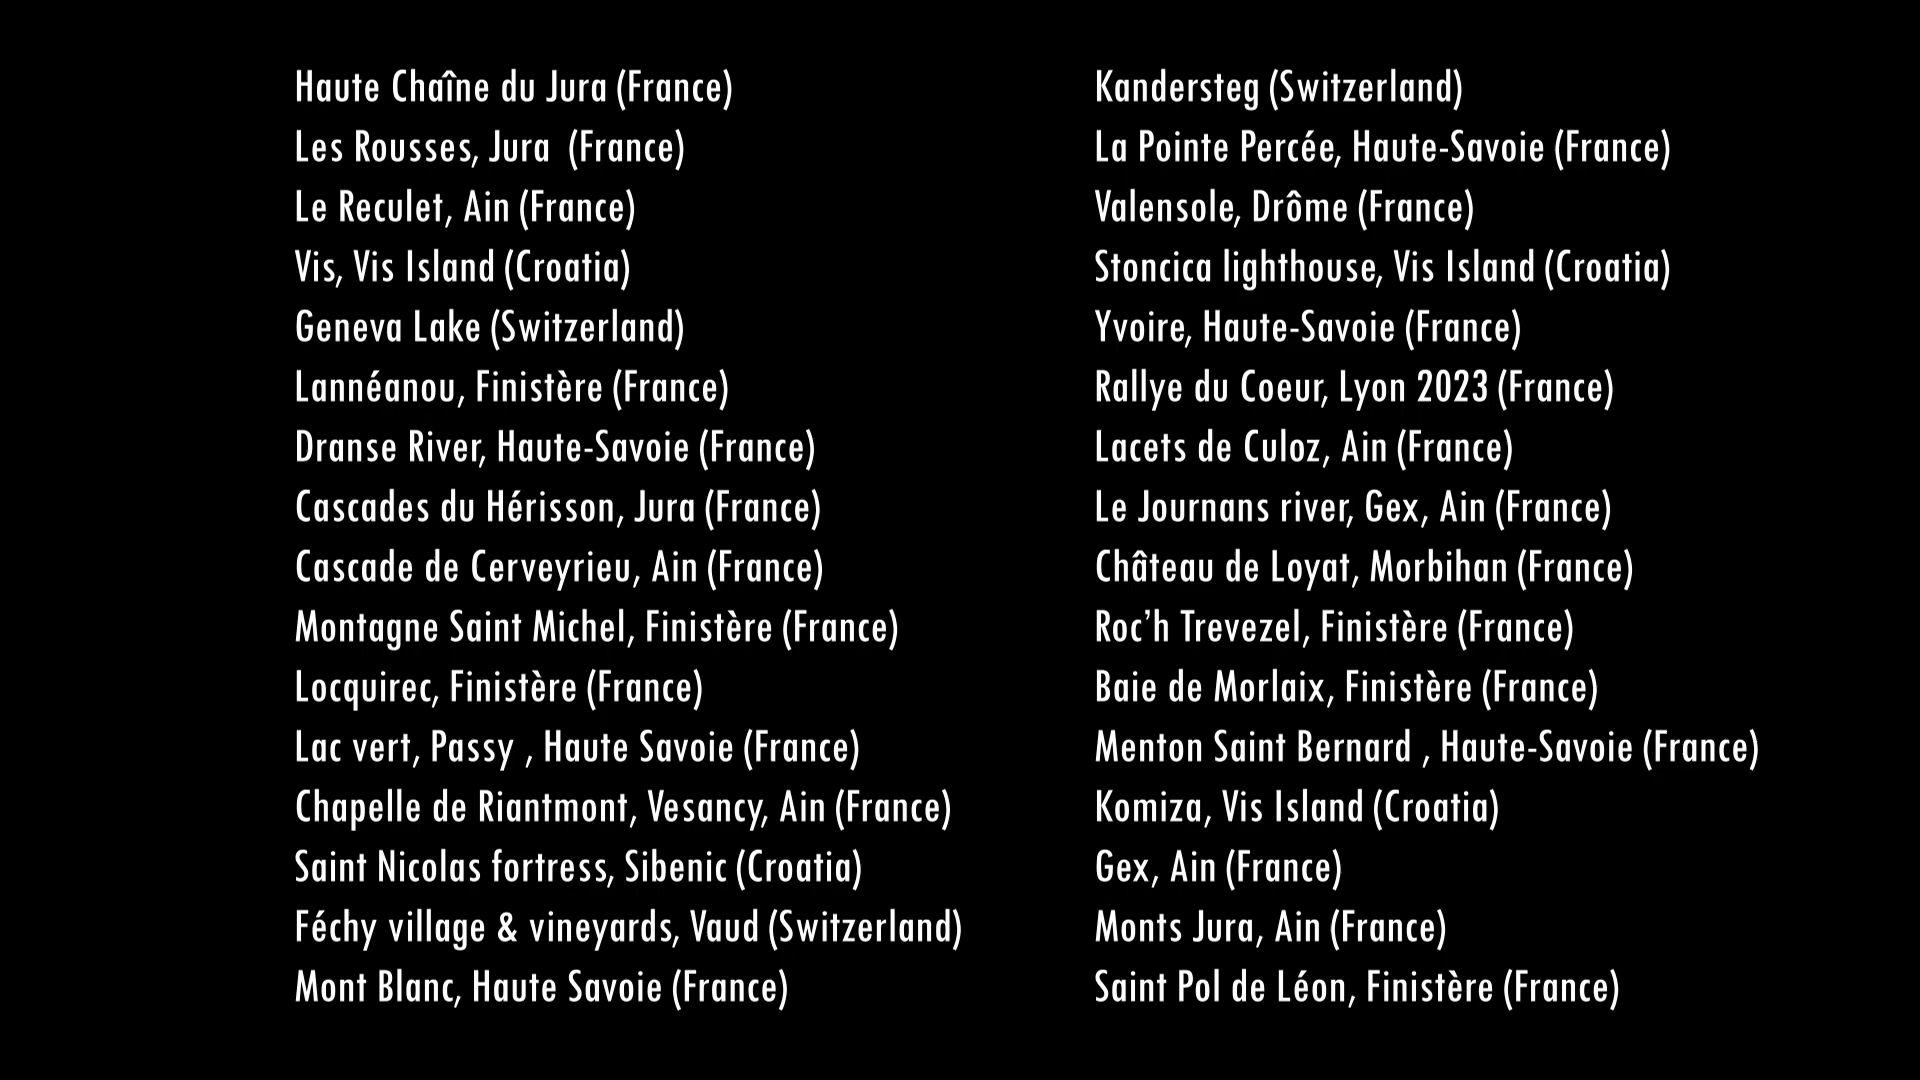 Haute Chaîne du Jura (France)
Les Rousses, Jura  (France)
Le Reculet, Ain (France)
Vis, Vis Island (Croatia)
Geneva Lake (Switzerland)
Lannéanou, Finistère (France)
Dranse River, Haute-Savoie (France)
Cascades du Hérisson, Jura (France)
Cascade de Cerveyrieu, Ain (France)
Montagne Saint Michel, Finistère (France)
Locquirec, Finistère (France)
Lac vert, Passy , Haute Savoie (France)
Chapelle de Riantmont, Vesancy, Ain (France)
Saint Nicolas fortress, Sibenic (Croatia)
Féchy village & vineyards, Vaud (Switzerland)
Mont Blanc, Haute Savoie (France)
Kandersteg (Switzerland)
La Pointe Percée, Haute-Savoie (France)
Valensole, Drôme (France)
Stoncica lighthouse, Vis Island (Croatia)
Yvoire, Haute-Savoie (France)
Rallye du Coeur, Lyon 2023 (France)
Lacets de Culoz, Ain (France)
Le Journans river, Gex, Ain (France)
Château de Loyat, Morbihan (France)
Roc’h Trevezel, Finistère (France)
Baie de Morlaix, Finistère (France)
Menton Saint Bernard , Haute-Savoie (France)
Komiza, Vis Island (Croatia)
Gex, Ain (France)
Monts Jura, Ain (France)
Saint Pol de Léon, Finistère (France)